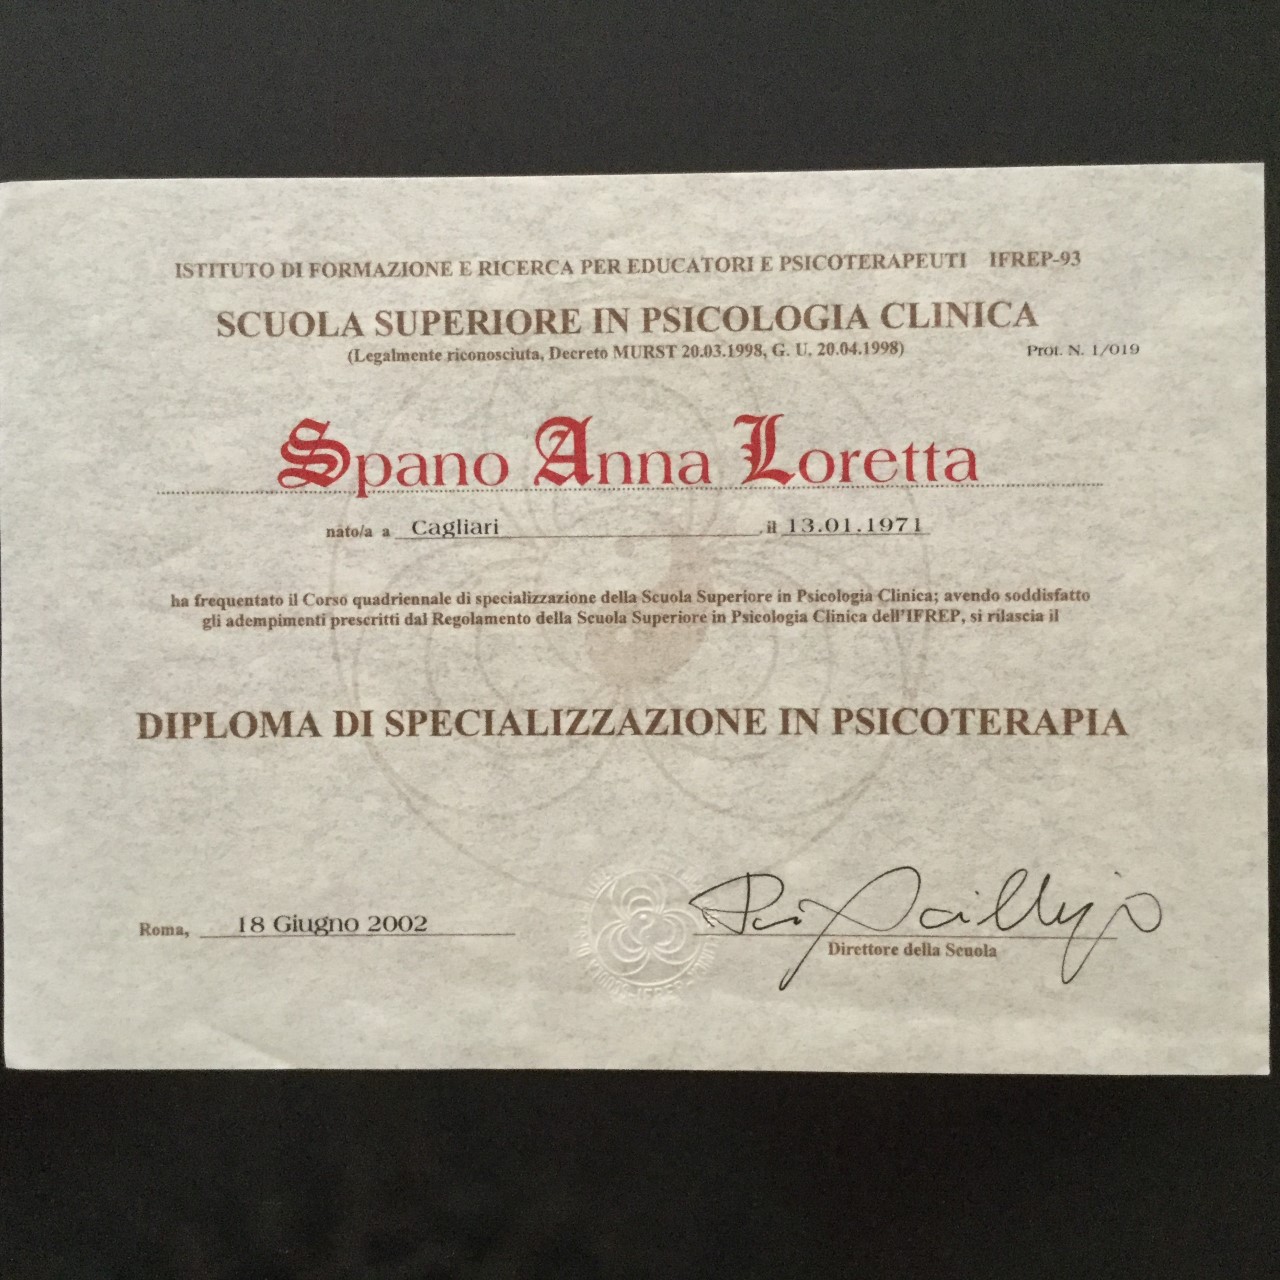 ISTITUTO DI FORMAZIONE E RICERCA PER EDUCATORI E PSICOTERAPEUTI IFREP-93
SCUOLA SUPERIORE IN PSICOLOGIA CLINICA
(Legalmente riconosciuta, Decreto MURST 20.03.1998, G. U. 20.04.1998) Prot. N. 1/019
Spano Anna Loretta
nato/a a Cagliari il 13.01.1971
ha frequentato il Corso quadriennale di specializzazione della Scuola Superiore in Psicologia Clinica; avendo soddisfatto
gli adempimenti prescritti dal Regolamento della Scuola Superiore in Psicologia Clinica dell'IFREP, si rilascia il
DIPLOMA DI SPECIALIZZAZIONE IN PSICOTERAPIA
Roma, 18 Giugno 2002
Direttore della Scuola